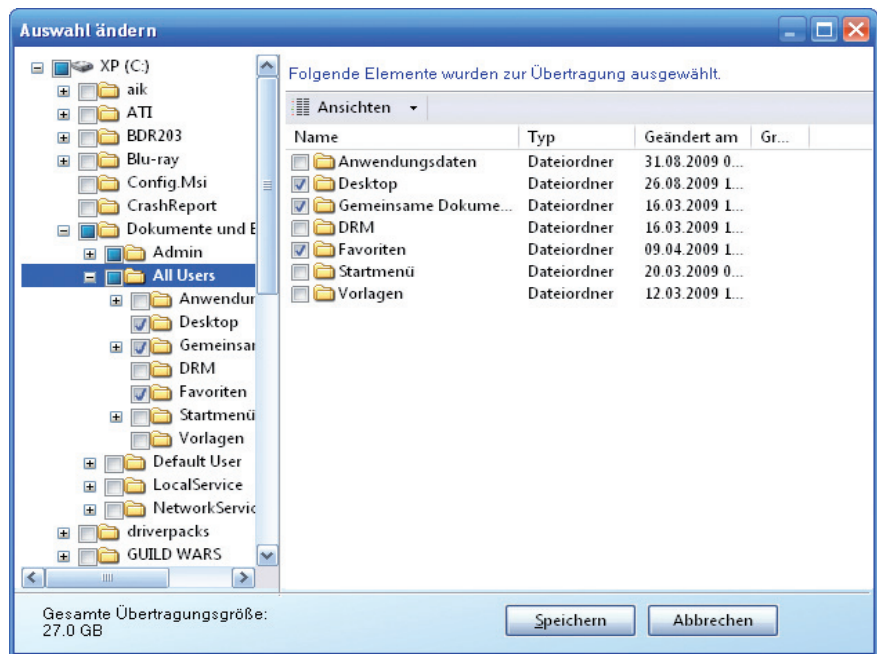 Auswahl ändern
XP (C:)
aik
ATI
BDR203
Blu-ray
Config.Msi
CrashReport
Dokumente und E
Admin
All Users
Anwendun
Desktop
Gemeinsar
DRM
Favoriten
Startmenü
Vorlagen
Default User
LocalService
NetworkServic
driverpacks
GUILD WARS
Folgende Elemente wurden zur Übertragung ausgewählt.
Ansichten
Name Typ Geändert am Gr...
Anwendungsdaten Dateiordner 31.08.2009 0...
Desktop Dateiordner 26.08.2009 1...
Gemeinsame Dokume... Dateiordner 16.03.2009 1...
DRM Dateiordner 16.03.2009 1...
Favoriten Dateiordner 09.04.2009 1...
Startmenü Dateiordner 20.03.2009 0...
Vorlagen Dateiordner 12.03.2009 1...
Gesamte Übertragungsgröße:
27.0 GB
Speichern
Abbrechen